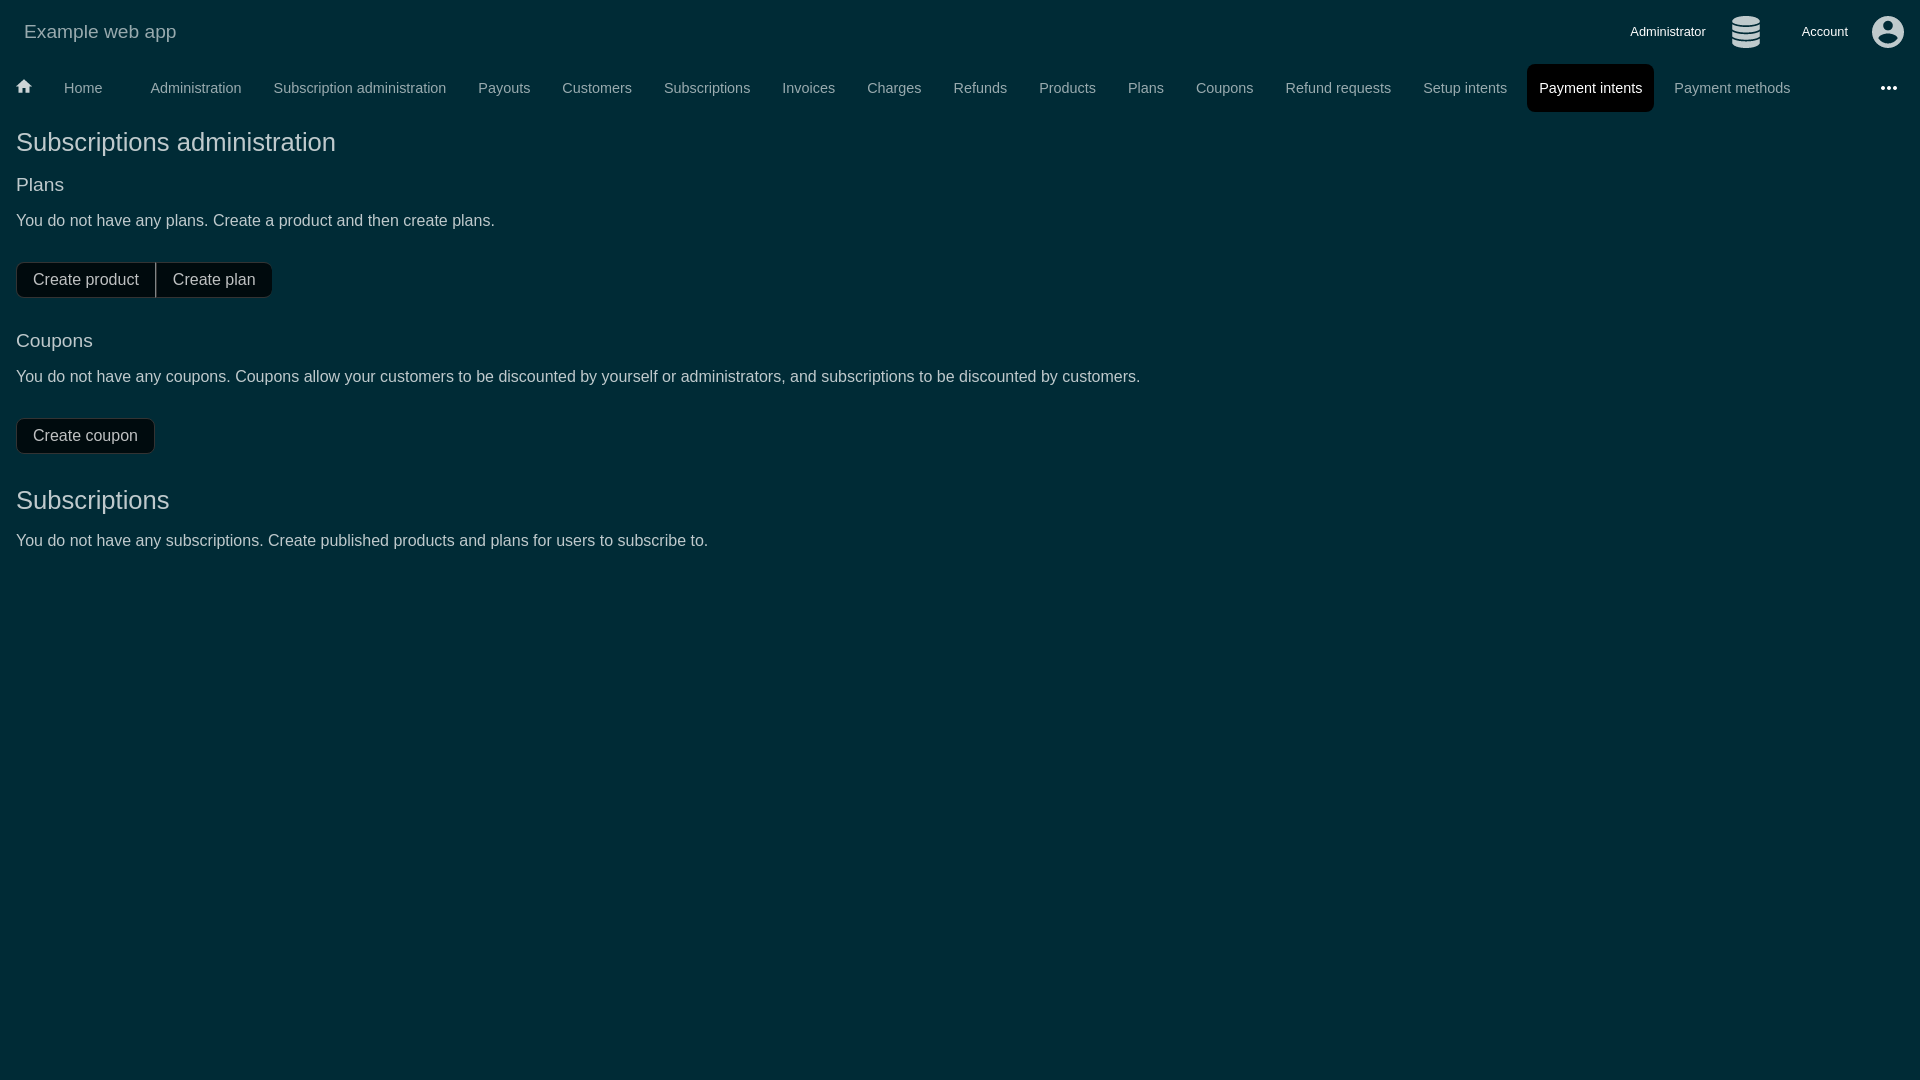 Example web app
Administrator
Account
Home
Administration
Subscription administration
Payouts
Customers
Subscriptions
Invoices
Charges
Refunds
Products
Plans
Coupons
Refund requests
Setup intents
Payment intents
Payment methods
Subscriptions administration
Plans
You do not have any plans. Create a product and then create plans.
Create product
Create plan
Coupons
You do not have any coupons. Coupons allow your customers to be discounted by yourself or administrators, and subscriptions to be discounted by customers.
Create coupon
Subscriptions
You do not have any subscriptions. Create published products and plans for users to subscribe to.